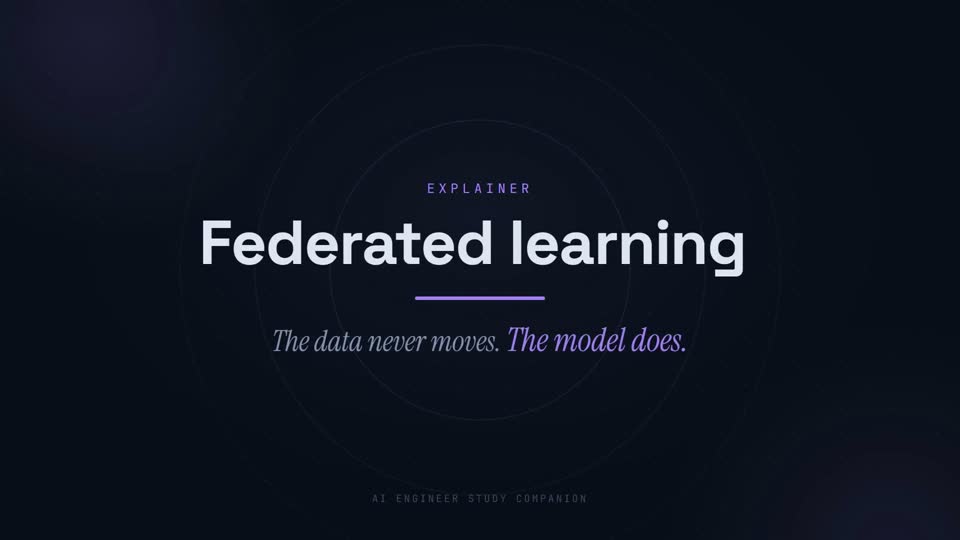 EXPLAINER
Federated learning
The data never moves. The model does.
AI ENGINEER STUDY COMPANION